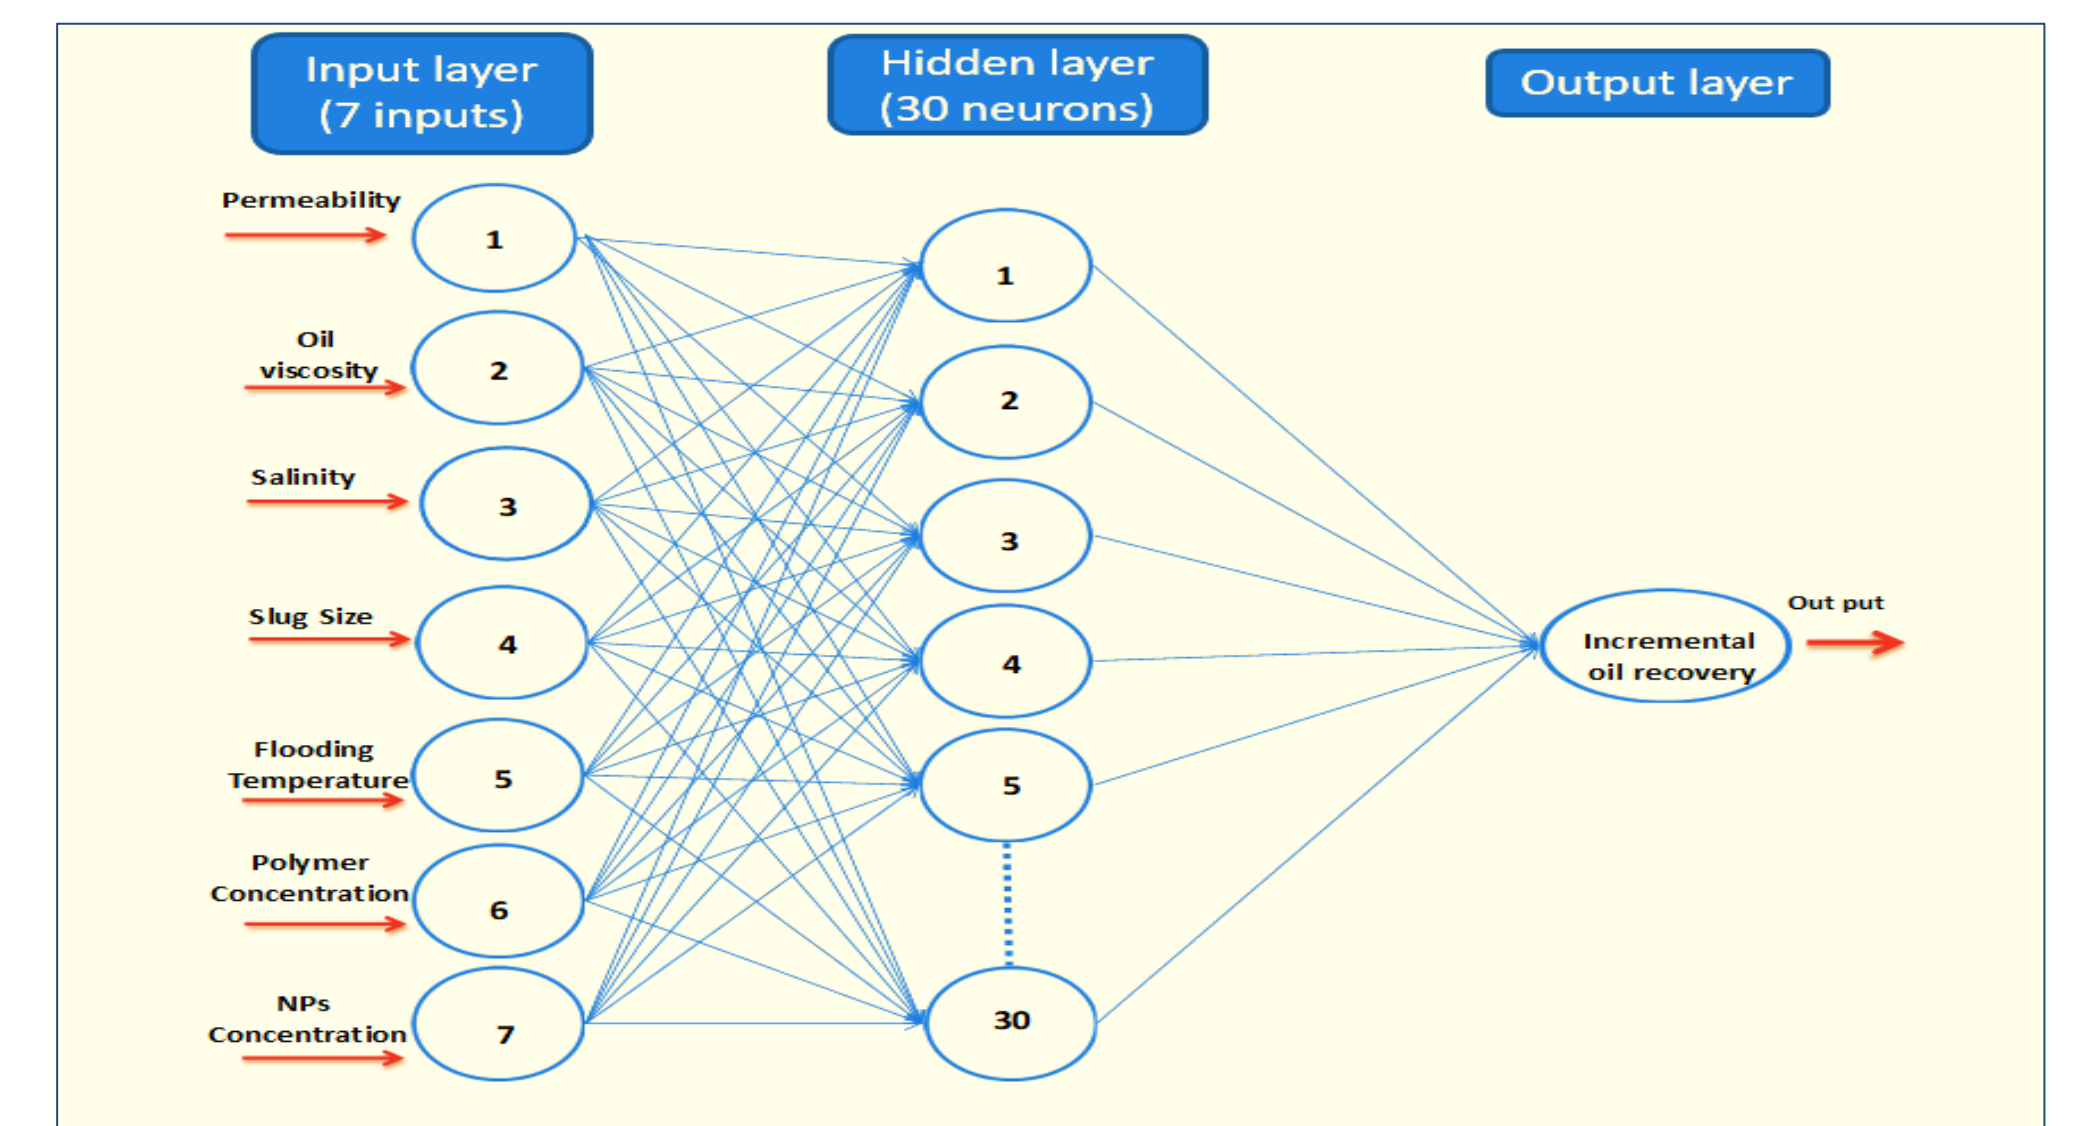 Input layer
(7 inputs)
Hidden layer
(30 neurons)
Output layer
Permeability
1
Oil
viscosity
2
Salinity
3
Slug Size
4
Flooding
Temperature
5
Polymer
Concentration
6
NPs
Concentration
7
1
2
3
4
5
30
Incremental
oil recovery
Out put